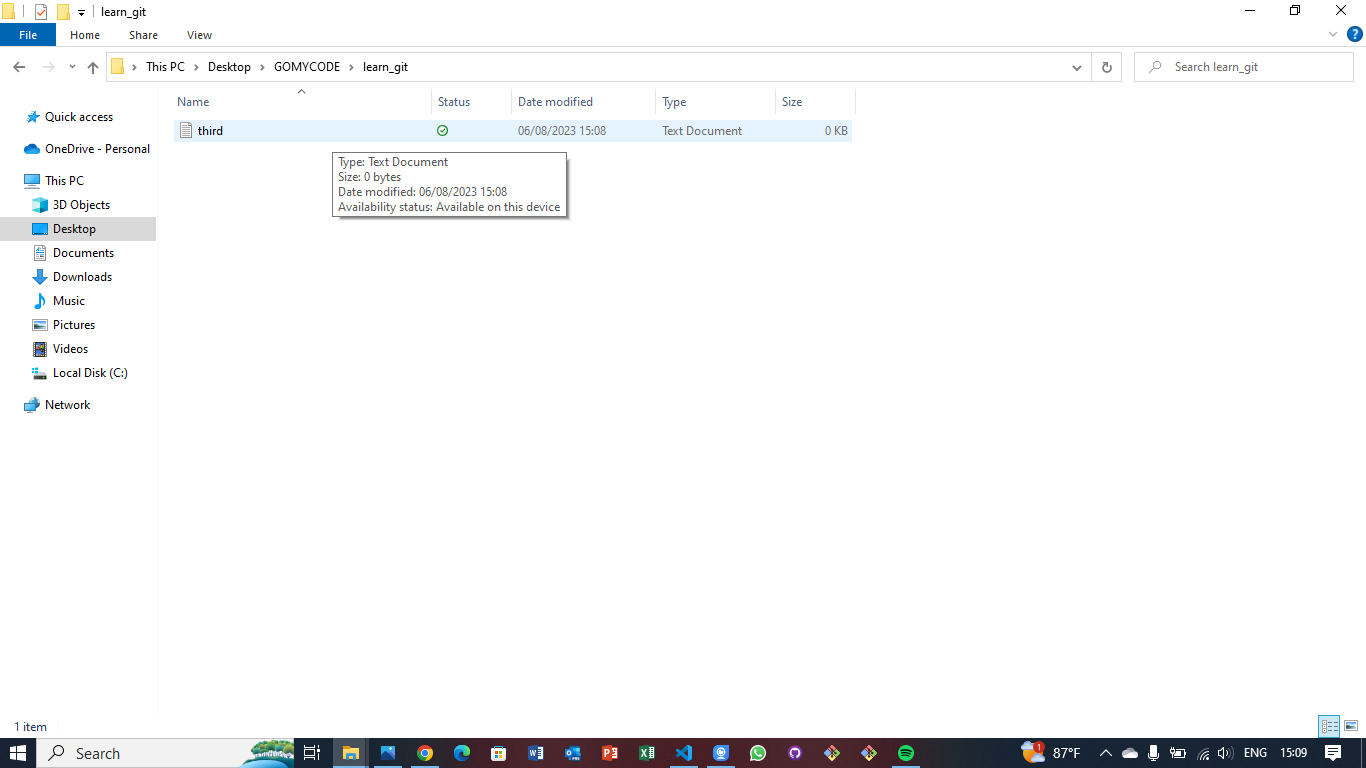 learn_git
File Home Share View
This PC Desktop GOMYCODE learn_git Search learn_git
Name Status Date modified Type Size
third 06/08/2023 15:08 Text Document 0 KB
Type: Text Document
Size: 0 bytes
Date modified: 06/08/2023 15:08
Availability status: Available on this device
Quick access
OneDrive - Personal
This PC
3D Objects
Desktop
Documents
Downloads
Music
Pictures
Videos
Local Disk (C:)
Network
1 item
Search 1 87°F ENG 15:09